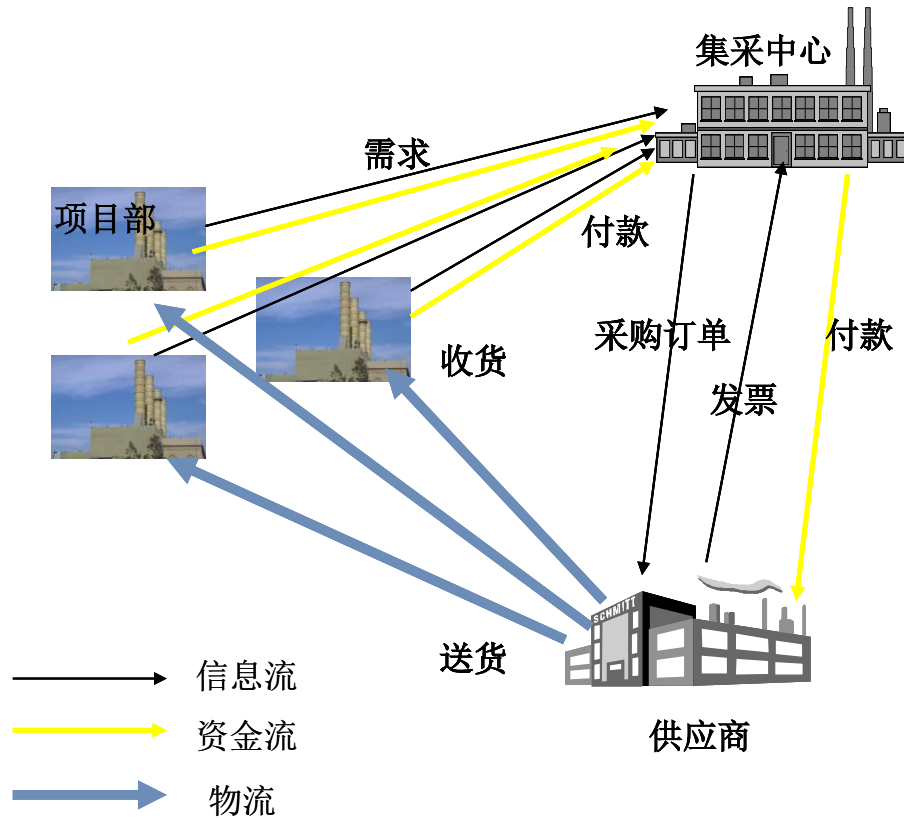 集采中心
需求
项目部
付款
采购订单
付款
收货
发票
SCHMITT
送货
信息流
资金流
供应商
物流